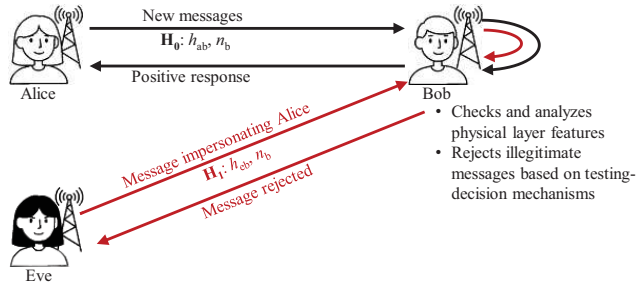 New messages
H₀: hab, nb
Positive response
Alice
Bob
• Checks and analyzes
physical layer features
• Rejects illegitimate
messages based on testing-
decision mechanisms
Message impersonating Alice
H₁: heb, nb
Message rejected
Eve